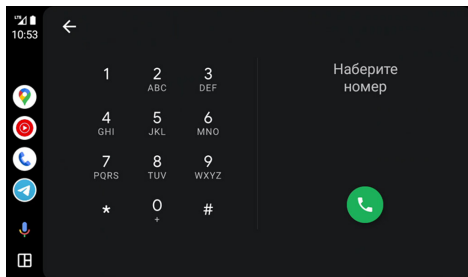 LTE
10:53
1 2 3
ABC DEF
4 5 6
GHI JKL MNO
7 8 9
PQRS TUV WXYZ
* 0 #
+
Наберите
номер